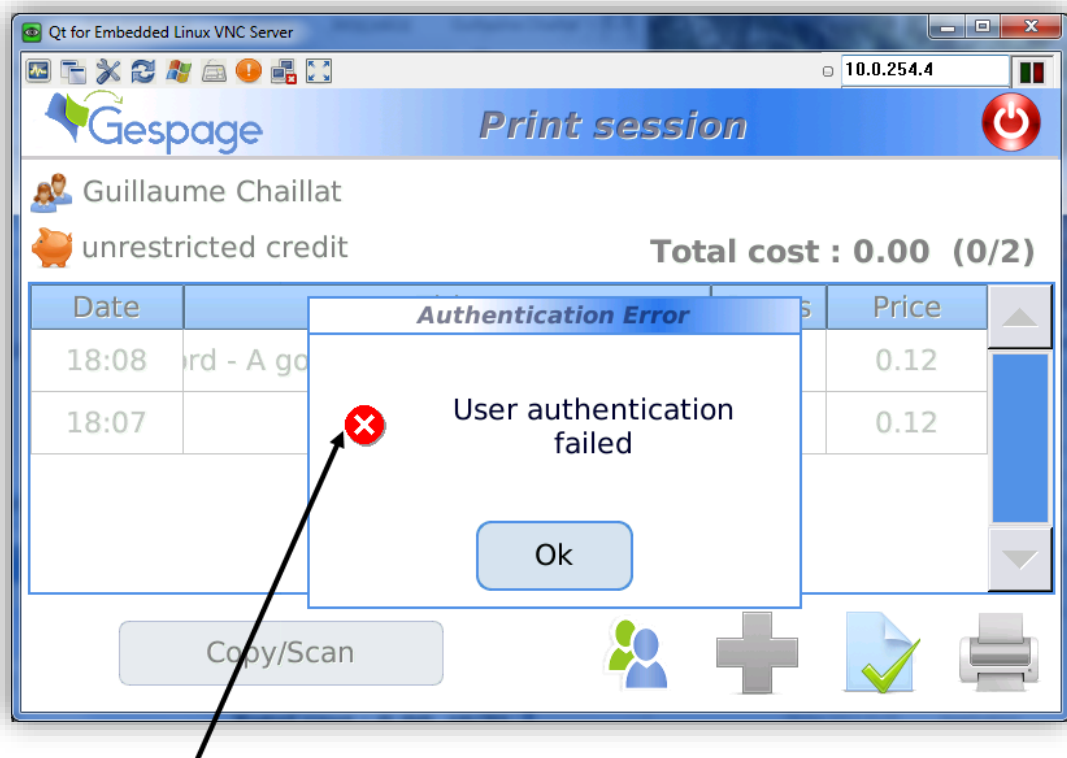 Qt for Embedded Linux VNC Server
10.0.254.4
Gespage
Print session
Guillaume Chaillat
unrestricted credit
Total cost : 0.00 (0/2)
Date Price
Authentication Error
18:08 - A 0.12
User authentication
failed
18:07 0.12
Ok
Copy/Scan